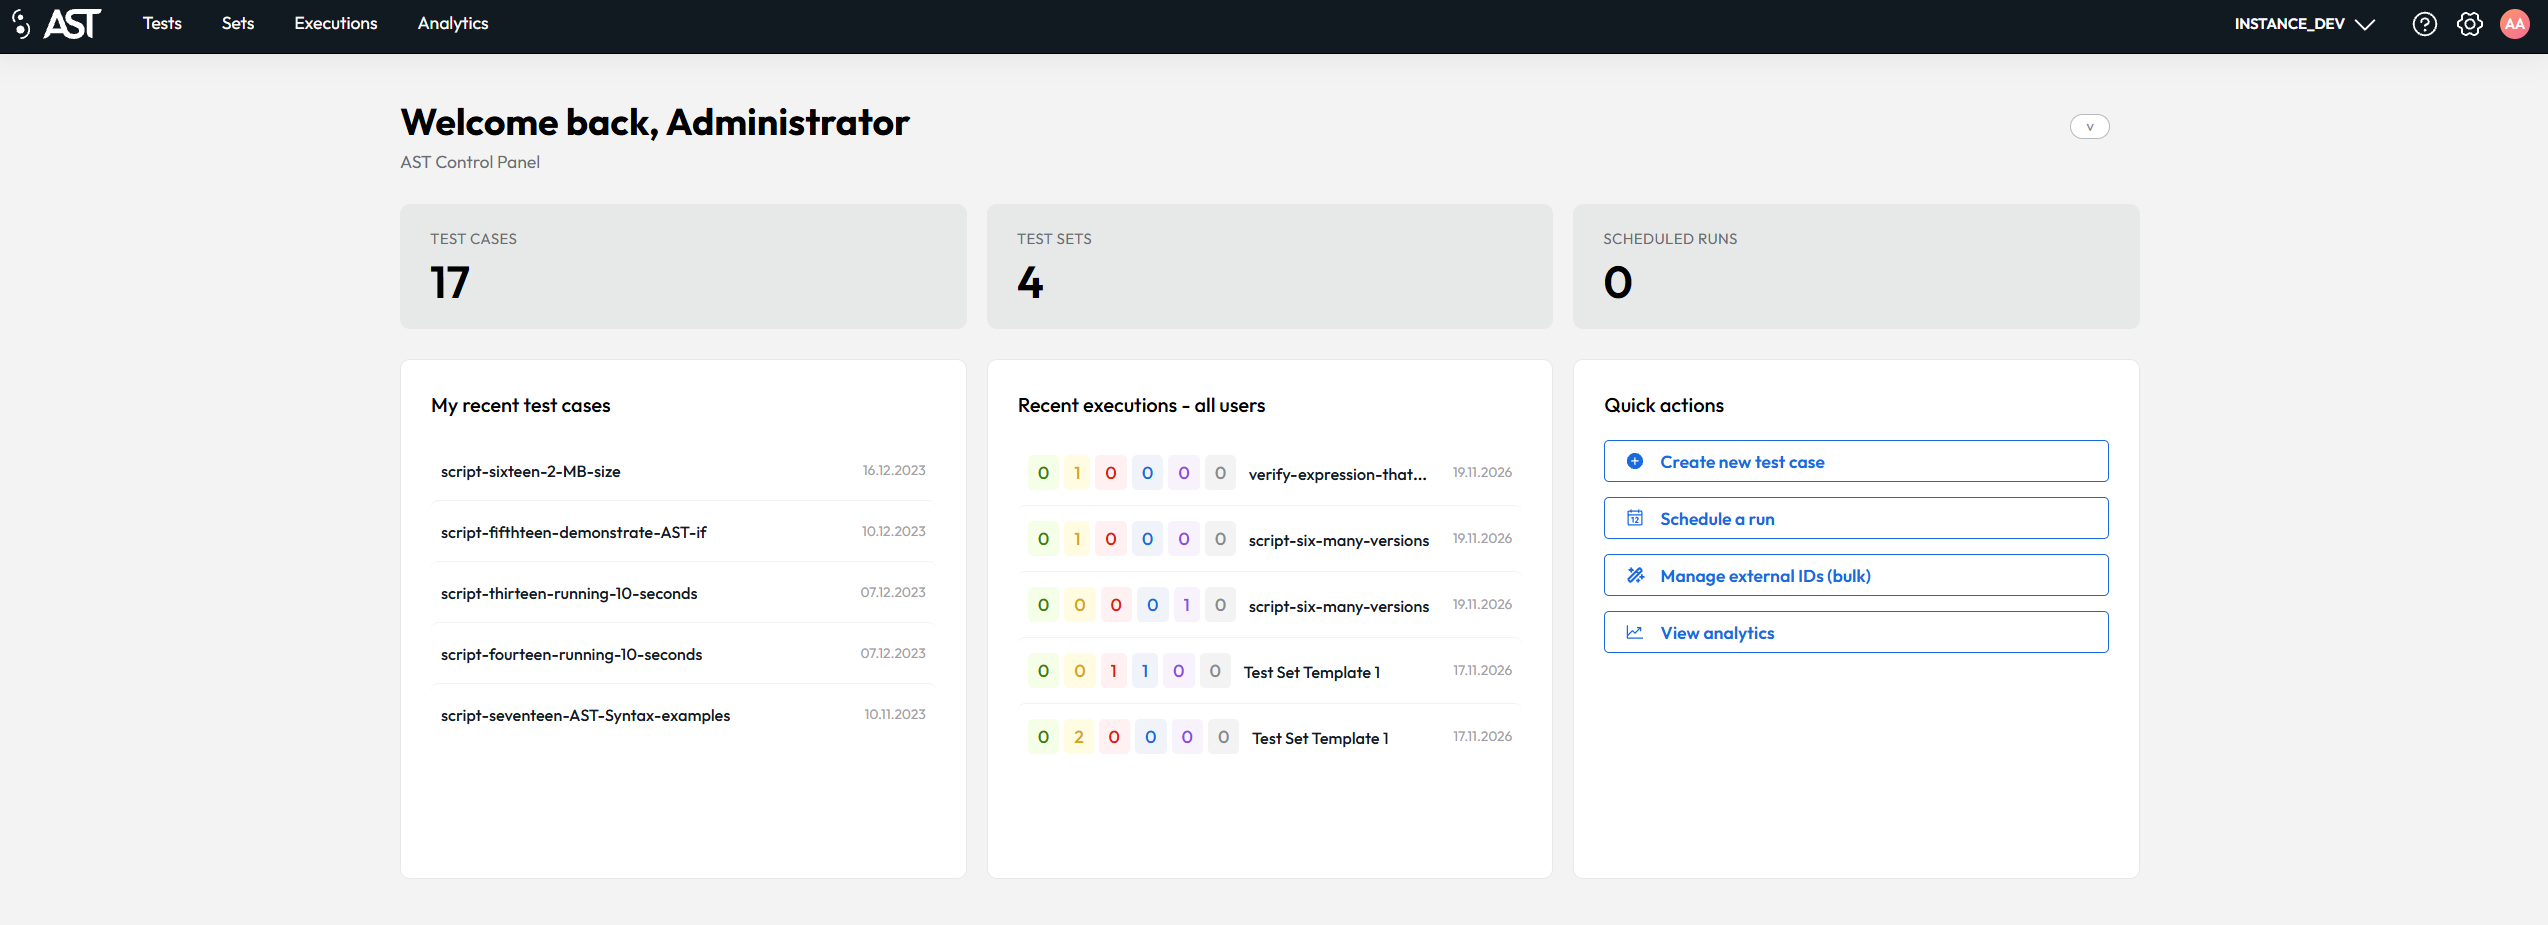 AST Tests Sets Executions Analytics INSTANCE_DEV AA
Welcome back, Administrator
v
AST Control Panel
TEST CASES
17
TEST SETS
4
SCHEDULED RUNS
0
My recent test cases
script-sixteen-2-MB-size 16.12.2023
script-fifthteen-demonstrate-AST-if 10.12.2023
script-thirteen-running-10-seconds 07.12.2023
script-fourteen-running-10-seconds 07.12.2023
script-seventeen-AST-Syntax-examples 10.11.2023
Recent executions - all users
0 1 0 0 0 0 verify-expression-that... 19.11.2026
0 1 0 0 0 0 script-six-many-versions 19.11.2026
0 0 0 0 1 0 script-six-many-versions 19.11.2026
0 0 1 1 0 0 Test Set Template 1 17.11.2026
0 2 0 0 0 0 Test Set Template 1 17.11.2026
Quick actions
Create new test case
12 Schedule a run
Manage external IDs (bulk)
View analytics